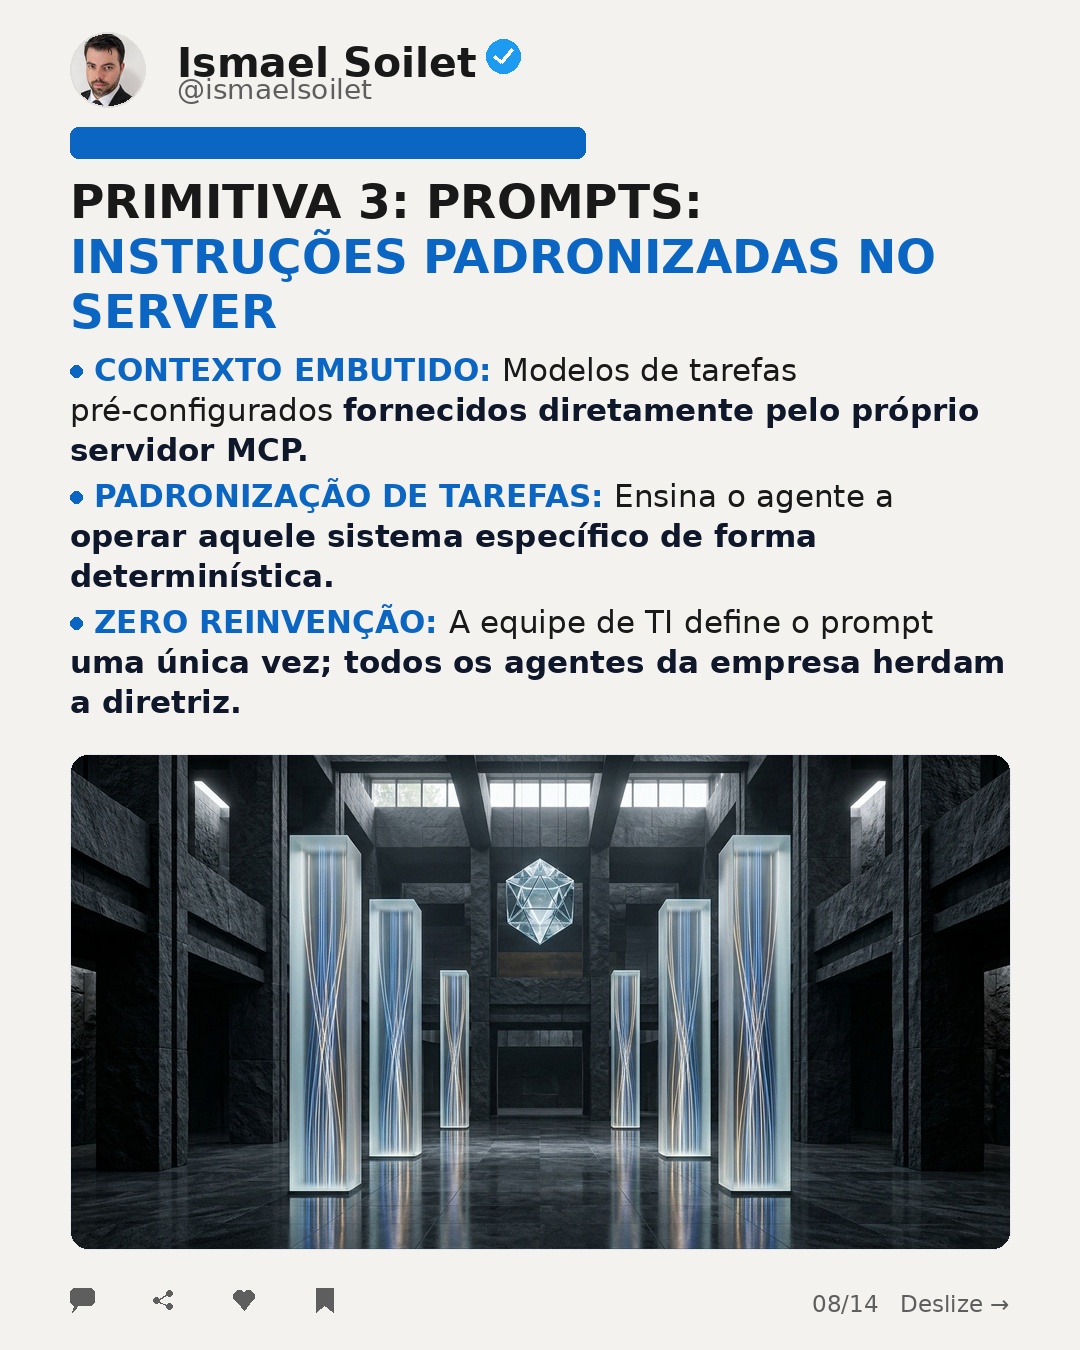 Ismael Soilet
@ismaelsoilet
PRIMITIVA 3: PROMPTS:
INSTRUÇÕES PADRONIZADAS NO
SERVER
• CONTEXTO EMBUTIDO: Modelos de tarefas
pré-configurados fornecidos diretamente pelo próprio
servidor MCP.
• PADRONIZAÇÃO DE TAREFAS: Ensina o agente a
operar aquele sistema específico de forma
determinística.
• ZERO REINVENÇÃO: A equipe de TI define o prompt
uma única vez; todos os agentes da empresa herdam
a diretriz.
08/14 Deslize →